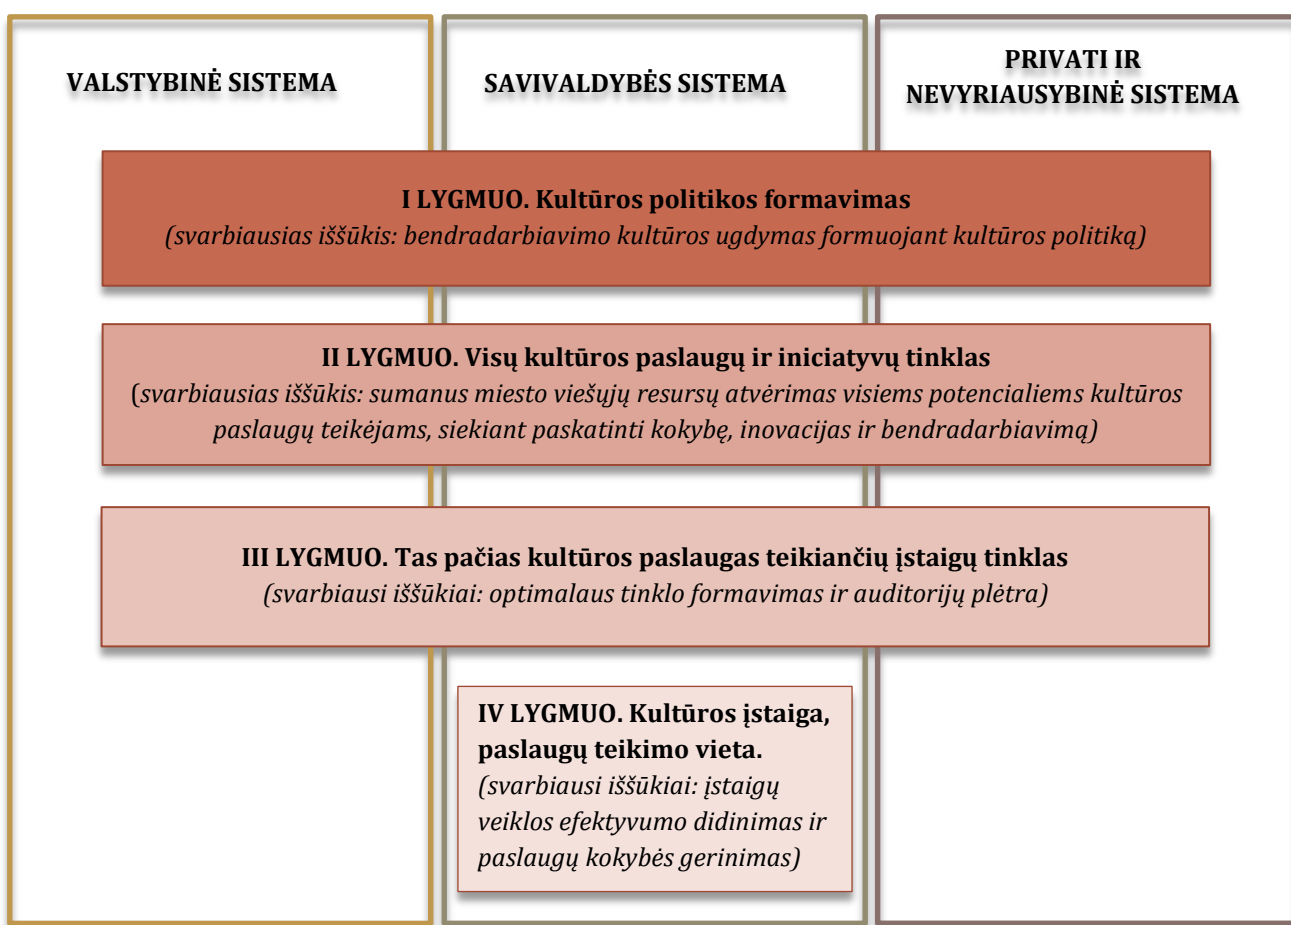 VALSTYBINĖ SISTEMA
SAVIVALDYBĖS SISTEMA
PRIVATI IR
NEVYRIAUSYBINĖ SISTEMA
I LYGMUO. Kultūros politikos formavimas
(svarbiausias iššūkis: bendradarbiavimo kultūros ugdymas formuojant kultūros politiką)
II LYGMUO. Visų kultūros paslaugų ir iniciatyvų tinklas
(svarbiausias iššūkis: sumanus miesto viešųjų resursų atvėrimas visiems potencialiems kultūros
paslaugų teikėjams, siekiant paskatinti kokybę, inovacijas ir bendradarbiavimą)
III LYGMUO. Tas pačias kultūros paslaugas teikiančių įstaigų tinklas
(svarbiausi iššūkiai: optimalaus tinklo formavimas ir auditorijų plėtra)
IV LYGMUO. Kultūros įstaiga,
paslaugų teikimo vieta.
(svarbiausi iššūkiai: įstaigų
veiklos efektyvumo didinimas ir
paslaugų kokybės gerinimas)